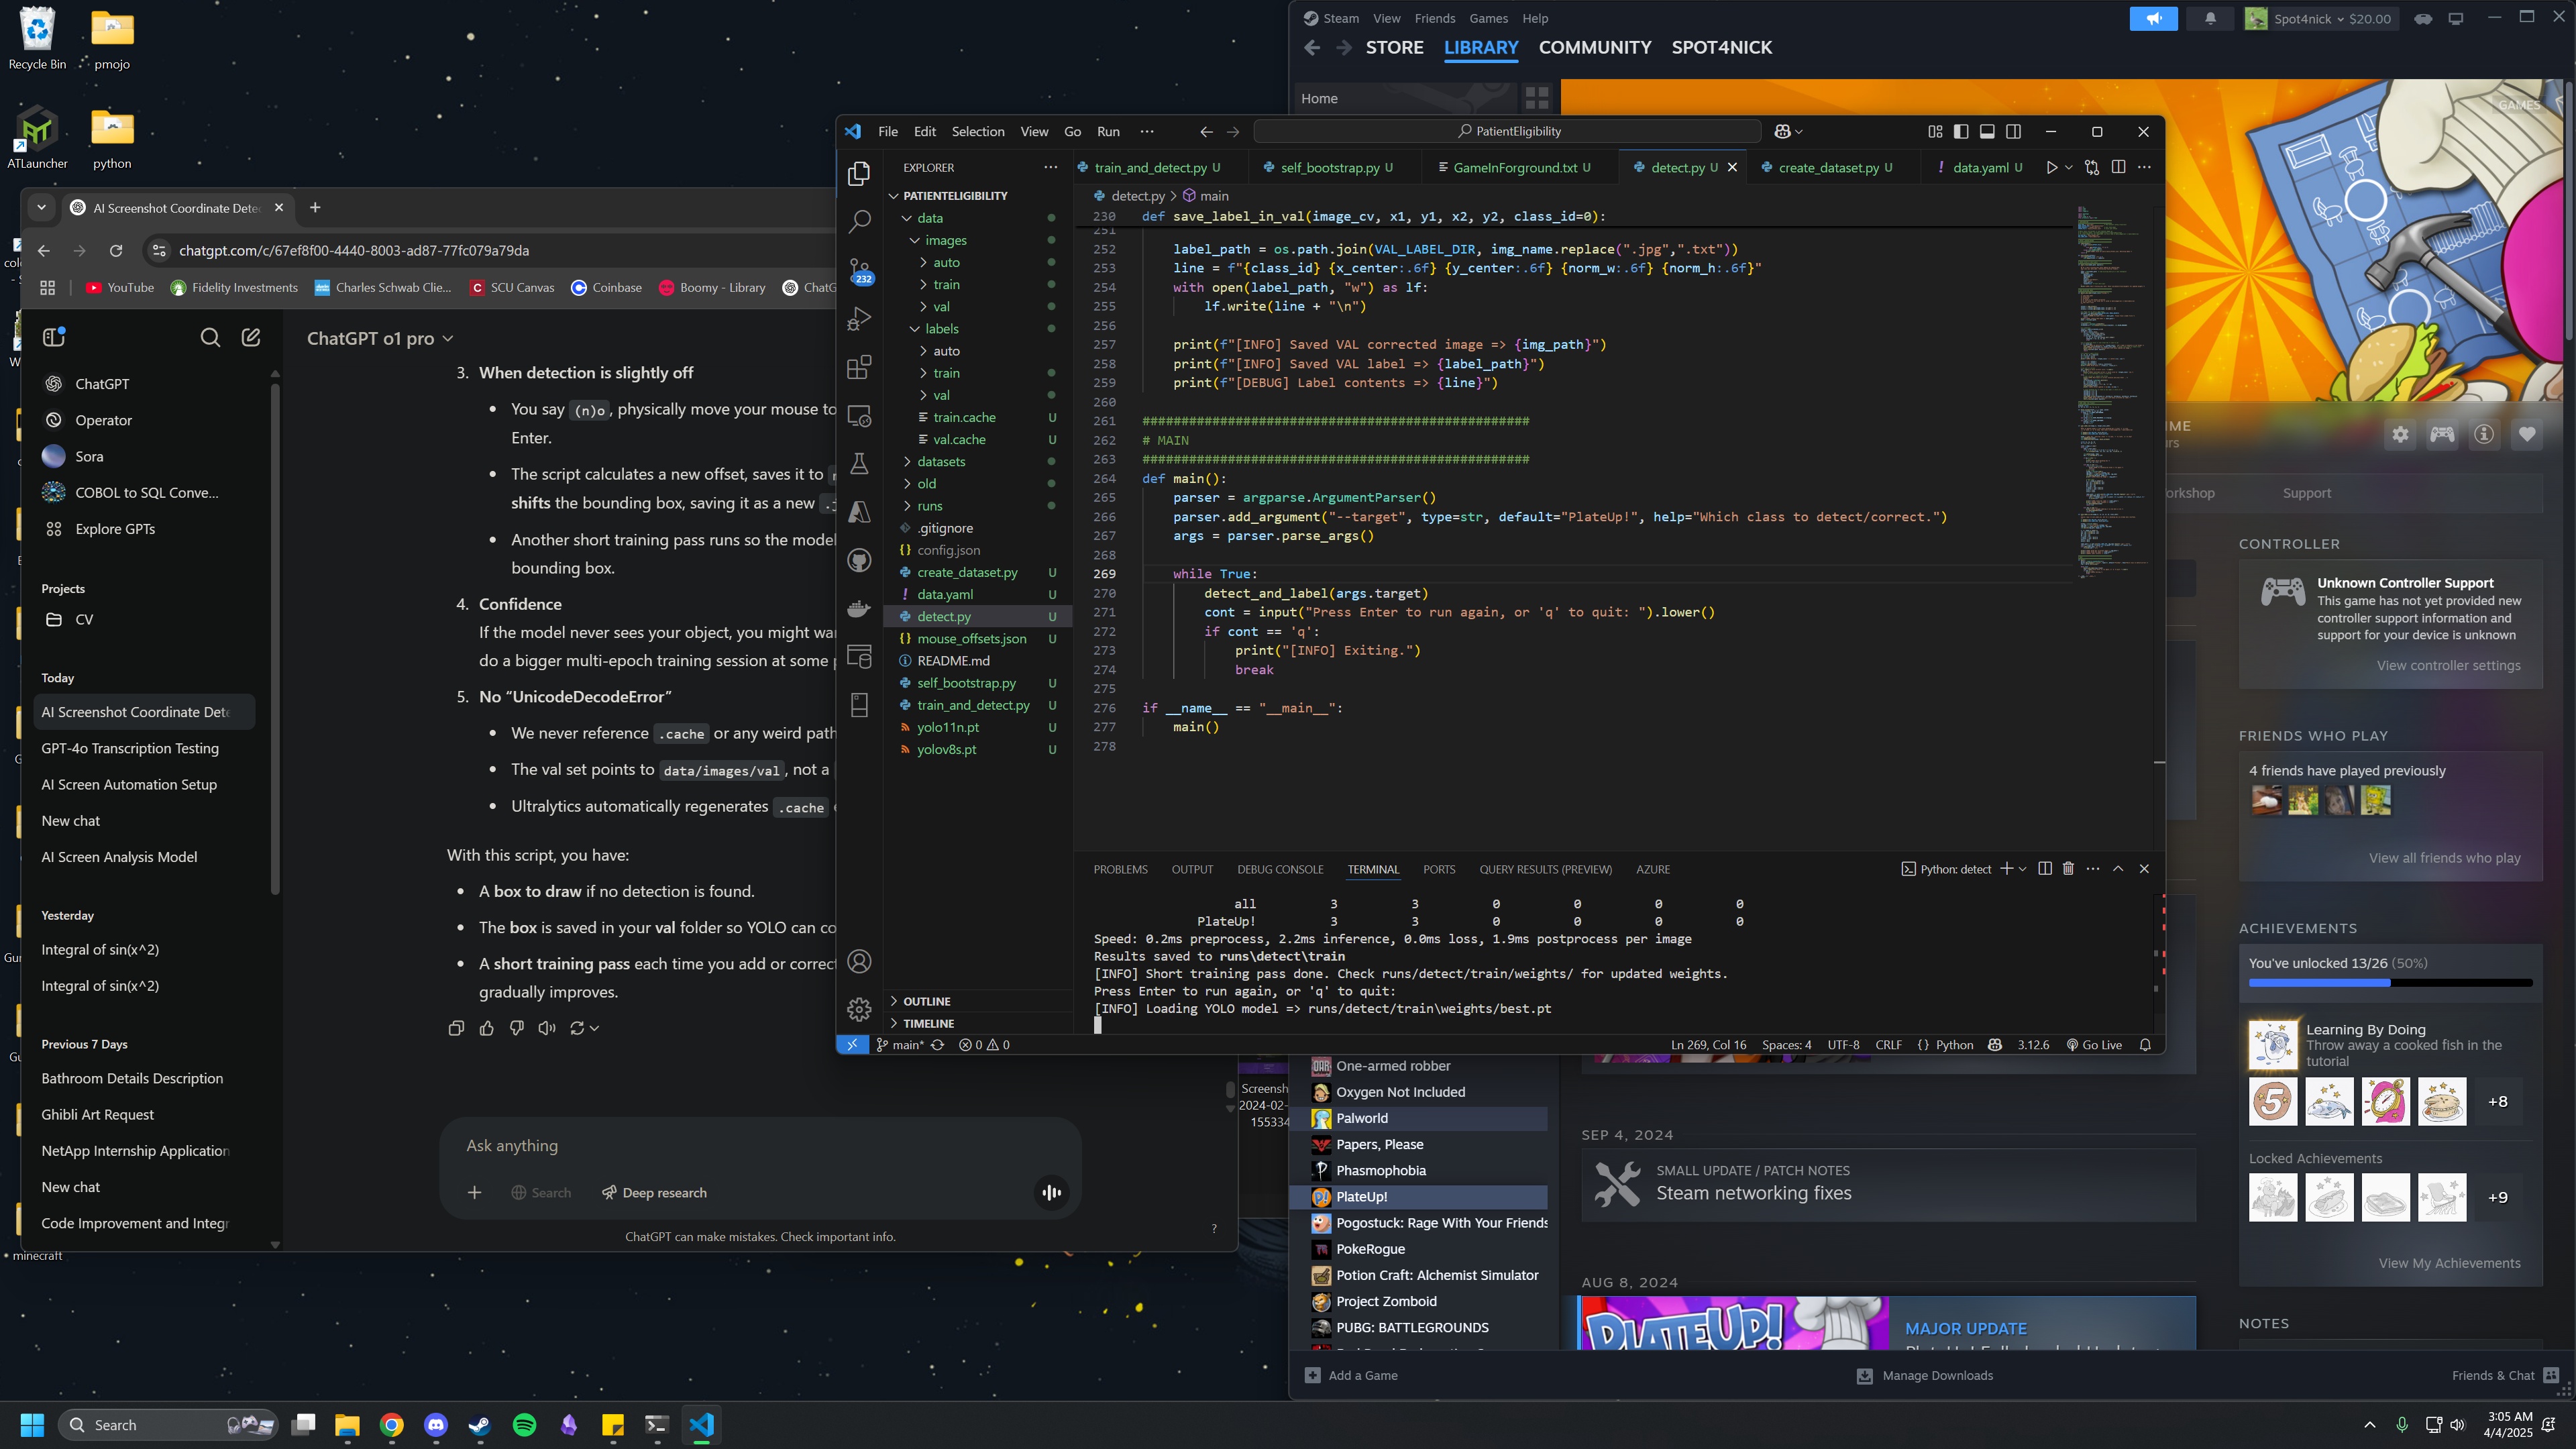 Recycle Bin
pmojo
ATLauncher
python
minecraft
AI Screenshot Coordinate Dete
chatgpt.com/c/67ef8f00-4440-8003-ad87-77fc079a79da
YouTube
Fidelity Investments
Charles Schwab Clie...
SCU Canvas
Coinbase
Boomy - Library
ChatG
ChatGPT
Operator
Sora
COBOL to SQL Conve...
Explore GPTs
Projects
CV
Today
AI Screenshot Coordinate Dete
GPT-4o Transcription Testing
AI Screen Automation Setup
New chat
AI Screen Analysis Model
Yesterday
Integral of sin(x^2)
Integral of sin(x^2)
Previous 7 Days
Bathroom Details Description
Ghibli Art Request
NetApp Internship Application
New chat
Code Improvement and Integr
ChatGPT o1 pro
3. When detection is slightly off
• You say (n)o, physically move your mouse to
Enter.
• The script calculates a new offset, saves it to
shifts the bounding box, saving it as a new
• Another short training pass runs so the model
bounding box.
4. Confidence
If the model never sees your object, you might
do a bigger multi-epoch training session at some
5. No “UnicodeDecodeError”
• We never reference .cache or any weird path
• The val set points to data/images/val, not a
• Ultralytics automatically regenerates .cache
With this script, you have:
• A box to draw if no detection is found.
• The box is saved in your val folder so YOLO can
• A short training pass each time you add or correct
gradually improves.
Ask anything
Search
Deep research
ChatGPT can make mistakes. Check important info.
?
Screensh
2024-02-
155334
File Edit Selection View Go Run ···
PatientEligibility
EXPLORER
PATIENTELIGIBILITY
data
images
auto
train
val
labels
auto
train
val
train.cache U
val.cache U
datasets
old
runs
.gitignore
config.json
create_dataset.py U
data.yaml U
detect.py U
mouse_offsets.json U
README.md
self_bootstrap.py U
train_and_detect.py U
yolo11n.pt U
yolov8s.pt U
OUTLINE
TIMELINE
232
train_and_detect.py U
self_bootstrap.py U
GameInForground.txt U
detect.py U
create_dataset.py U
data.yaml U
detect.py > main
230 def save_label_in_val(image_cv, x1, y1, x2, y2, class_id=0):
251
252 label_path = os.path.join(VAL_LABEL_DIR, img_name.replace(".jpg",".txt"))
253 line = f"{class_id} {x_center:.6f} {y_center:.6f} {norm_w:.6f} {norm_h:.6f}"
254 with open(label_path, "w") as lf:
255 lf.write(line + "\n")
256
257 print(f"[INFO] Saved VAL corrected image => {img_path}")
258 print(f"[INFO] Saved VAL label => {label_path}")
259 print(f"[DEBUG] Label contents => {line}")
260
261 ##################################################
262 # MAIN
263 ##################################################
264 def main():
265 parser = argparse.ArgumentParser()
266 parser.add_argument("--target", type=str, default="PlateUp!", help="Which class to detect/correct.")
267 args = parser.parse_args()
268
269 while True:
270 detect_and_label(args.target)
271 cont = input("Press Enter to run again, or 'q' to quit: ").lower()
272 if cont == 'q':
273 print("[INFO] Exiting.")
274 break
275
276 if __name__ == "__main__":
277 main()
278
PROBLEMS OUTPUT DEBUG CONSOLE TERMINAL PORTS QUERY RESULTS (PREVIEW) AZURE
Python: detect
all 3 3 0 0 0 0
PlateUp! 3 3 0 0 0 0
Speed: 0.2ms preprocess, 2.2ms inference, 0.0ms loss, 1.9ms postprocess per image
Results saved to runs\detect\train
[INFO] Short training pass done. Check runs/detect/train/weights/ for updated weights.
Press Enter to run again, or 'q' to quit:
[INFO] Loading YOLO model => runs/detect/train\weights/best.pt
main* 0 0
Ln 269, Col 16 Spaces: 4 UTF-8 CRLF {} Python 3.12.6 Go Live
Steam View Friends Games Help
Spot4nick $20.00
STORE LIBRARY COMMUNITY SPOT4NICK
Home
GAMES
Support
CONTROLLER
Unknown Controller Support
This game has not yet provided new
controller support information and
support for your device is unknown
View controller settings
FRIENDS WHO PLAY
4 friends have played previously
View all friends who play
ACHIEVEMENTS
You've unlocked 13/26 (50%)
Learning By Doing
Throw away a cooked fish in the
tutorial
5
+8
Locked Achievements
+9
View My Achievements
NOTES
One-armed robber
Oxygen Not Included
Palworld
Papers, Please
Phasmophobia
PlateUp!
Pogostuck: Rage With Your Friends
PokeRogue
Potion Craft: Alchemist Simulator
Project Zomboid
PUBG: BATTLEGROUNDS
SEP 4, 2024
SMALL UPDATE / PATCH NOTES
Steam networking fixes
AUG 8, 2024
PLATEUP!
MAJOR UPDATE
Add a Game
Manage Downloads
Friends & Chat
Search
3:05 AM
4/4/2025